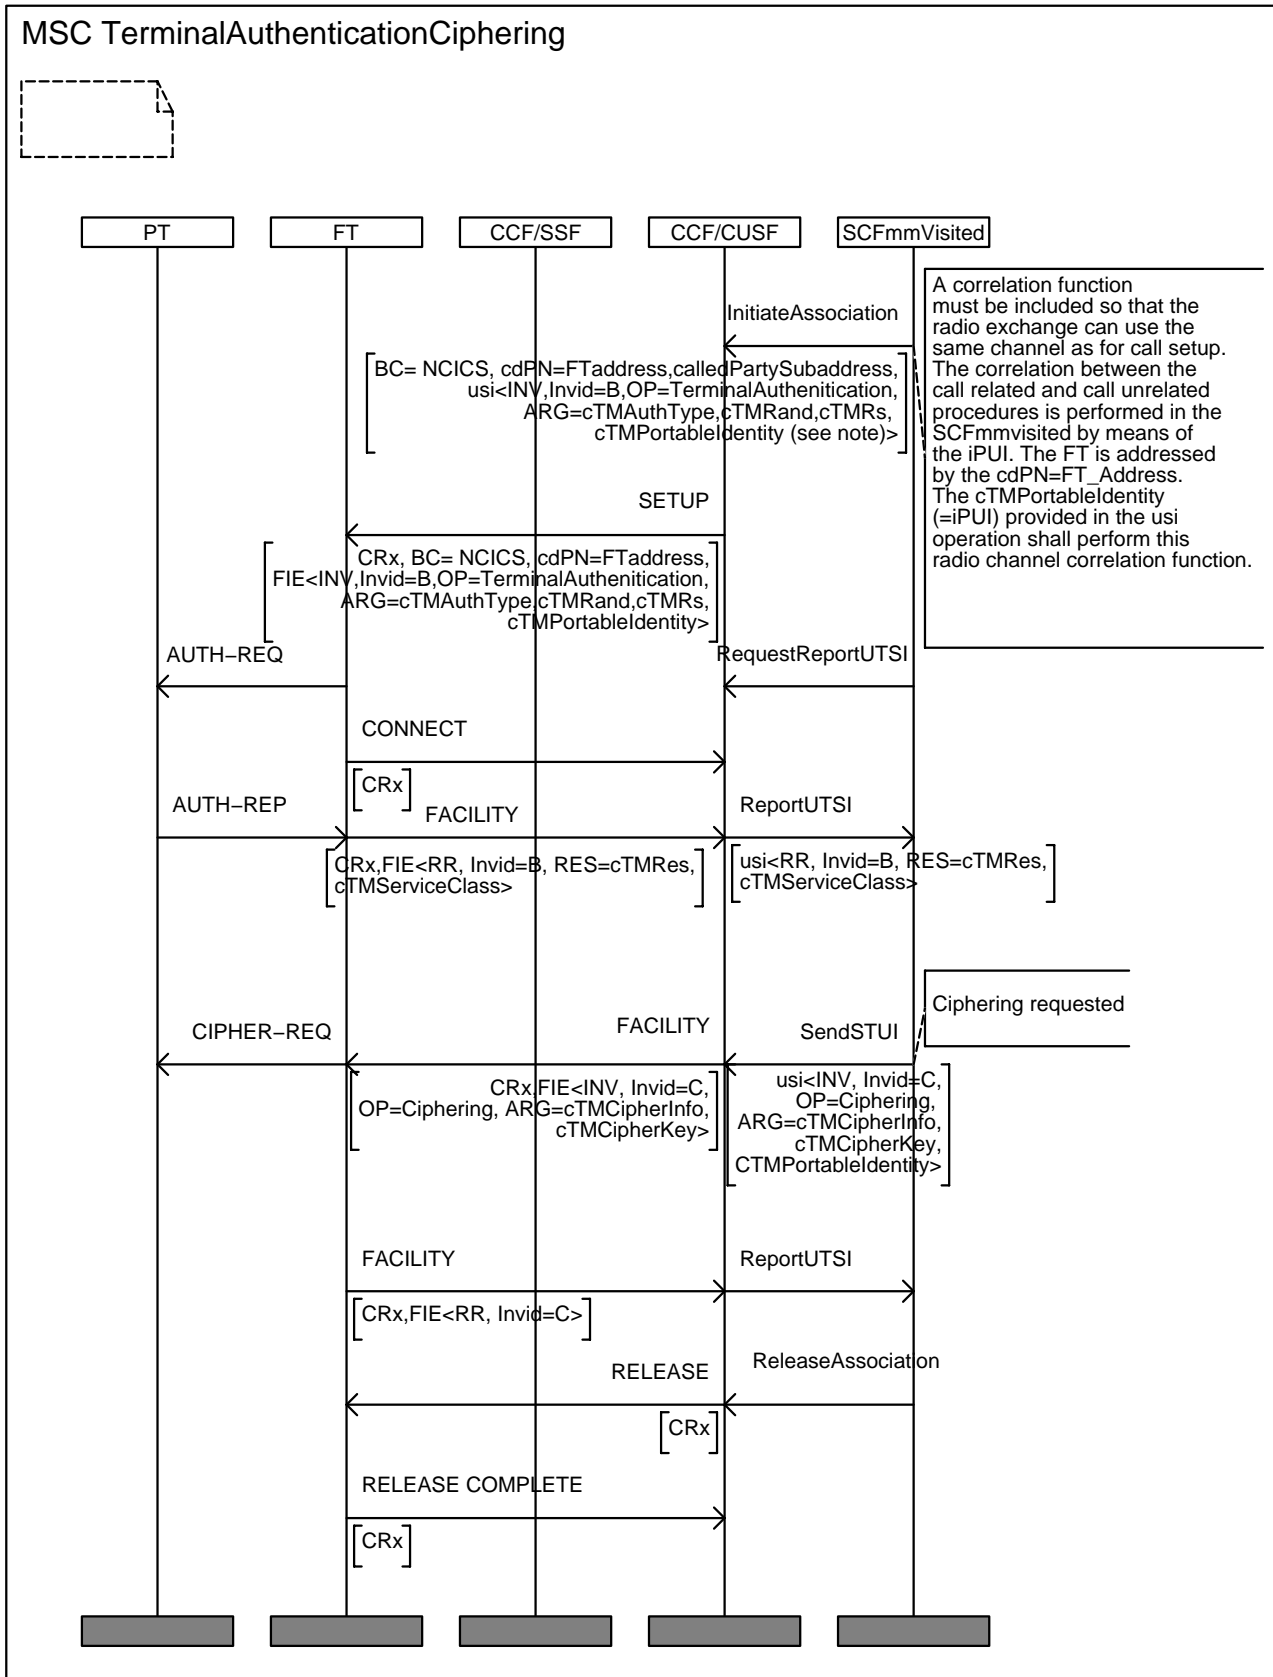 MSC TerminalAuthenticationCiphering
PT
FT
CCF/SSF
CCF/CUSF
SCFmmVisited
A correlation function
must be included so that the
radio exchange can use the
same channel as for call setup.
The correlation between the
call related and call unrelated
procedures is performed in the
SCFmmvisited by means of
the iPUI. The FT is addressed
by the cdPN=FT_Address.
The cTMPortableIdentity
(=iPUI) provided in the usi
operation shall perform this
radio channel correlation function.
InitiateAssociation
BC= NCICS, cdPN=FTaddress,calledPartySubaddress,
usi<INV,Invid=B,OP=TerminalAuthenitication,
ARG=cTMAuthType,cTMRand,cTMRs,
cTMPortableIdentity (see note)>
SETUP
CRx, BC= NCICS, cdPN=FTaddress,
FIE<INV,Invid=B,OP=TerminalAuthenitication,
ARG=cTMAuthType,cTMRand,cTMRs,
cTMPortableIdentity>
AUTH–REQ
RequestReportUTSI
CONNECT
CRx
AUTH–REP
FACILITY
ReportUTSI
CRx,FIE<RR, Invid=B, RES=cTMRes,
cTMServiceClass>
usi<RR, Invid=B, RES=cTMRes,
cTMServiceClass>
Ciphering requested
CIPHER–REQ
FACILITY
SendSTUI
CRx,FIE<INV, Invid=C,
OP=Ciphering, ARG=cTMCipherInfo,
cTMCipherKey>
usi<INV, Invid=C,
OP=Ciphering,
ARG=cTMCipherInfo,
cTMCipherKey,
CTMPortableIdentity>
FACILITY
ReportUTSI
CRx,FIE<RR, Invid=C>
RELEASE
ReleaseAssociation
CRx
RELEASE COMPLETE
CRx